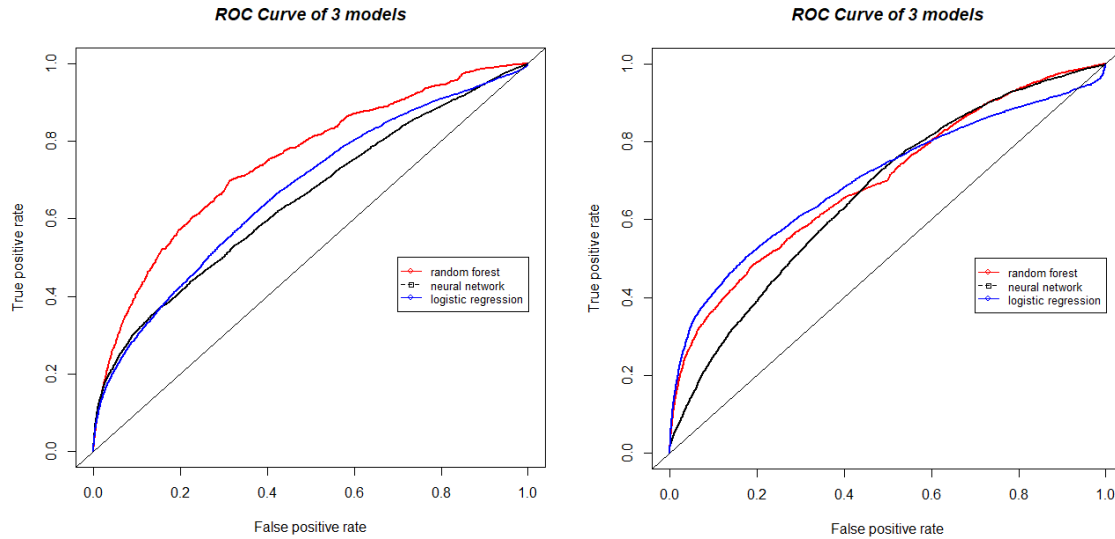 ROC Curve of 3 models
True positive rate
1.0
0.8
0.6
0.4
0.2
0.0
random forest
neural network
logistic regression
0.0 0.2 0.4 0.6 0.8 1.0
False positive rate
ROC Curve of 3 models
True positive rate
1.0
0.8
0.6
0.4
0.2
0.0
random forest
neural network
logistic regression
0.0 0.2 0.4 0.6 0.8 1.0
False positive rate